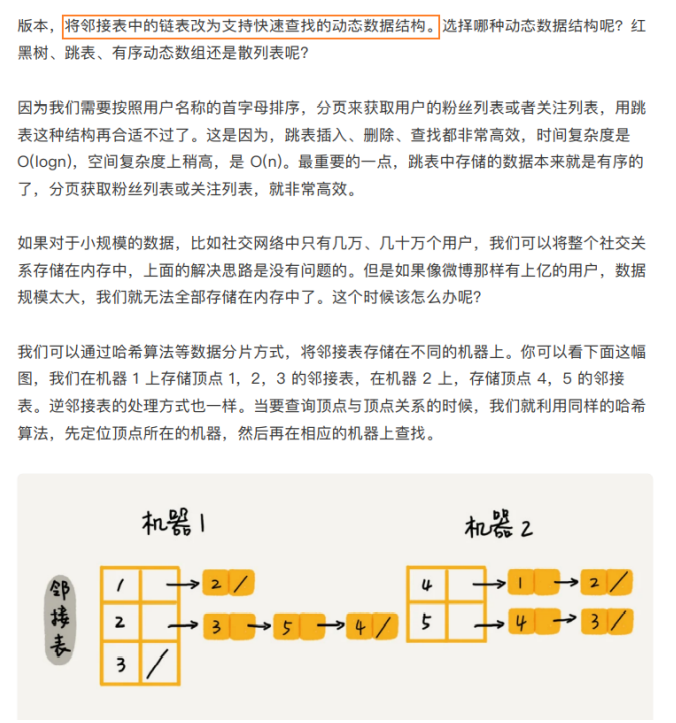 版本，将邻接表中的链表改为支持快速查找的动态数据结构。选择哪种动态数据结构呢？红
黑树、跳表、有序动态数组还是散列表呢？
因为我们需要按照用户名称的首字母排序，分页来获取用户的粉丝列表或者关注列表，用跳
表这种结构再合适不过了。这是因为，跳表插入、删除、查找都非常高效，时间复杂度是
O(logn)，空间复杂度上稍高，是 O(n)。最重要的一点，跳表中存储的数据本来就是有序的
了，分页获取粉丝列表或关注列表，就非常高效。
如果对于小规模的数据，比如社交网络中只有几万、几十万个用户，我们可以将整个社交关
系存储在内存中，上面的解决思路是没有问题的。但是如果像微博那样有上亿的用户，数据
规模太大，我们就无法全部存储在内存中了。这个时候该怎么办呢？
我们可以通过哈希算法等数据分片方式，将邻接表存储在不同的机器上。你可以看下面这幅
图，我们在机器 1 上存储顶点 1，2，3 的邻接表，在机器 2 上，存储顶点 4，5 的邻接
表。逆邻接表的处理方式也一样。当要查询顶点与顶点关系的时候，我们就利用同样的哈希
算法，先定位顶点所在的机器，然后再在相应的机器上查找。
机器1
机器2
邻接表
1 2
2 3 5 4
3
4 1 2
5 4 3